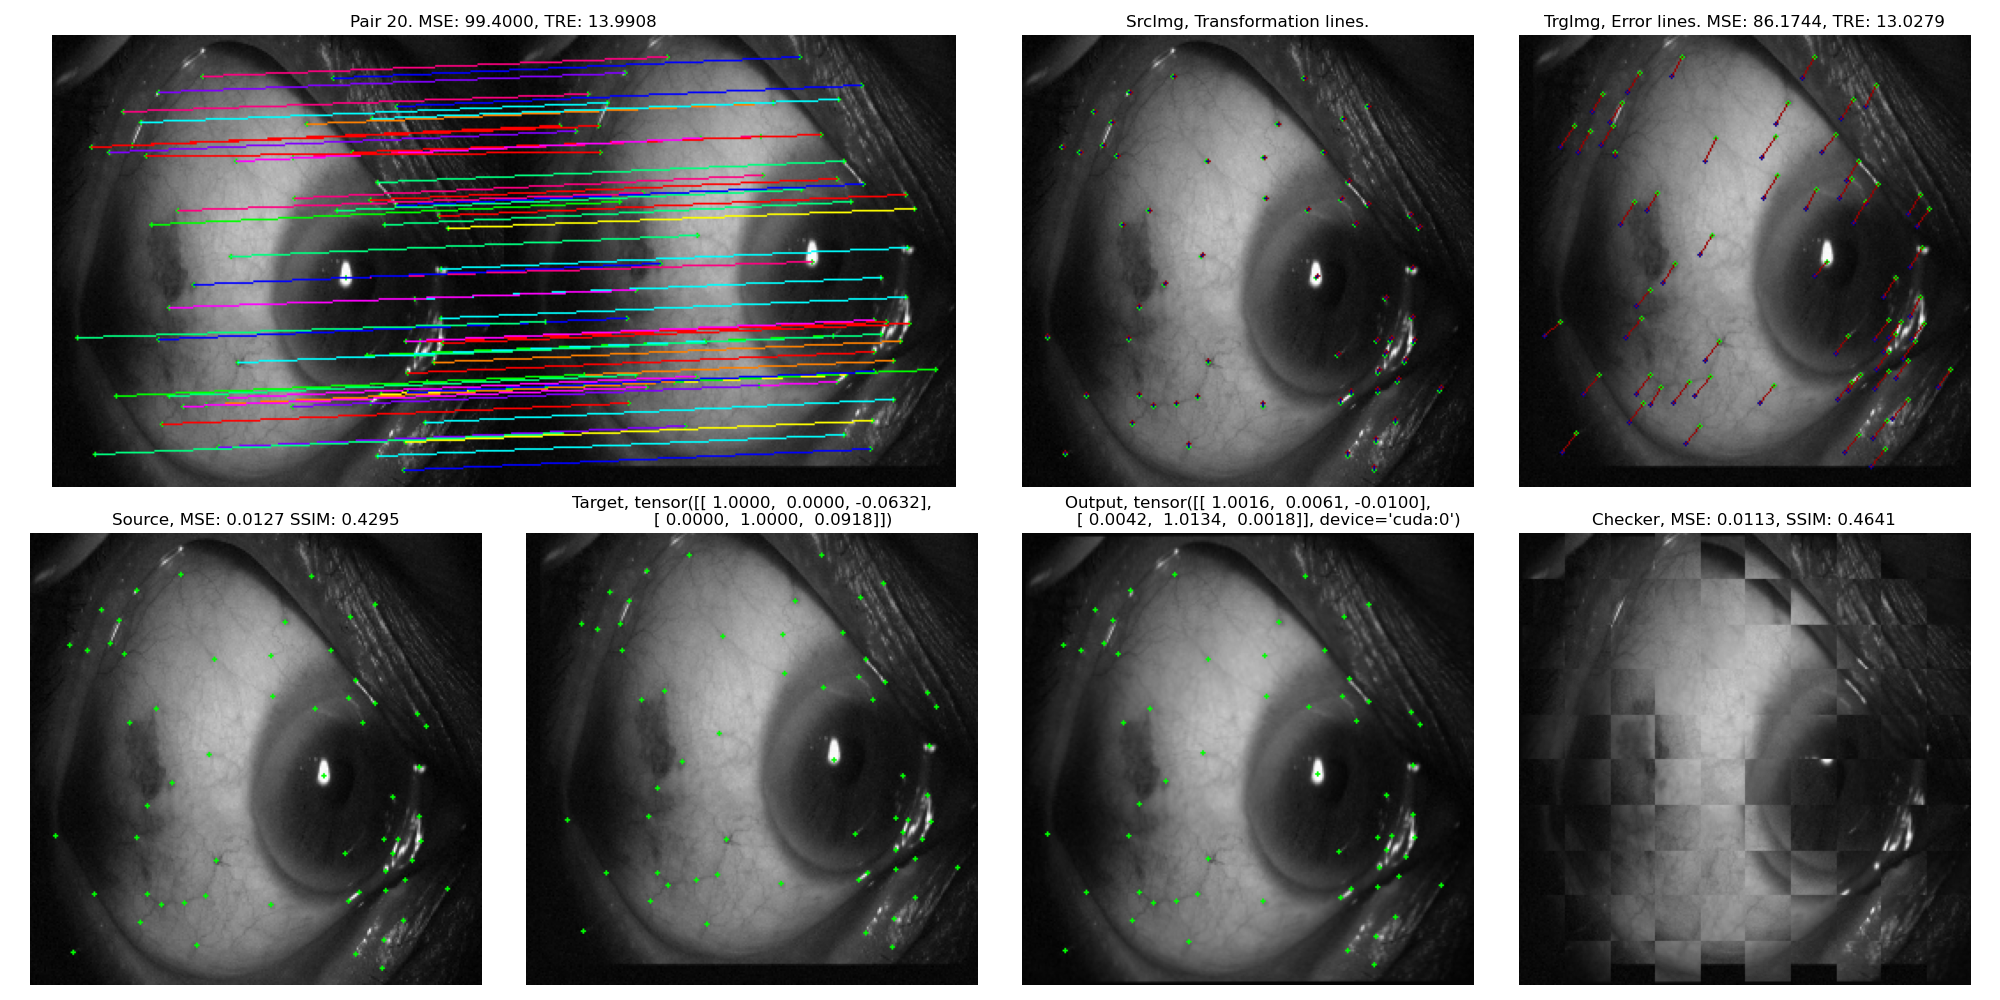 Pair 20. MSE: 99.4000, TRE: 13.9908
SrcImg, Transformation lines.
TrgImg, Error lines. MSE: 86.1744, TRE: 13.0279
Source, MSE: 0.0127 SSIM: 0.4295
Target, tensor([[ 1.0000,  0.0000, -0.0632],
[ 0.0000,  1.0000,  0.0918]])
Output, tensor([[ 1.0016,  0.0061, -0.0100],
[ 0.0042,  1.0134,  0.0018]], device='cuda:0')
Checker, MSE: 0.0113, SSIM: 0.4641